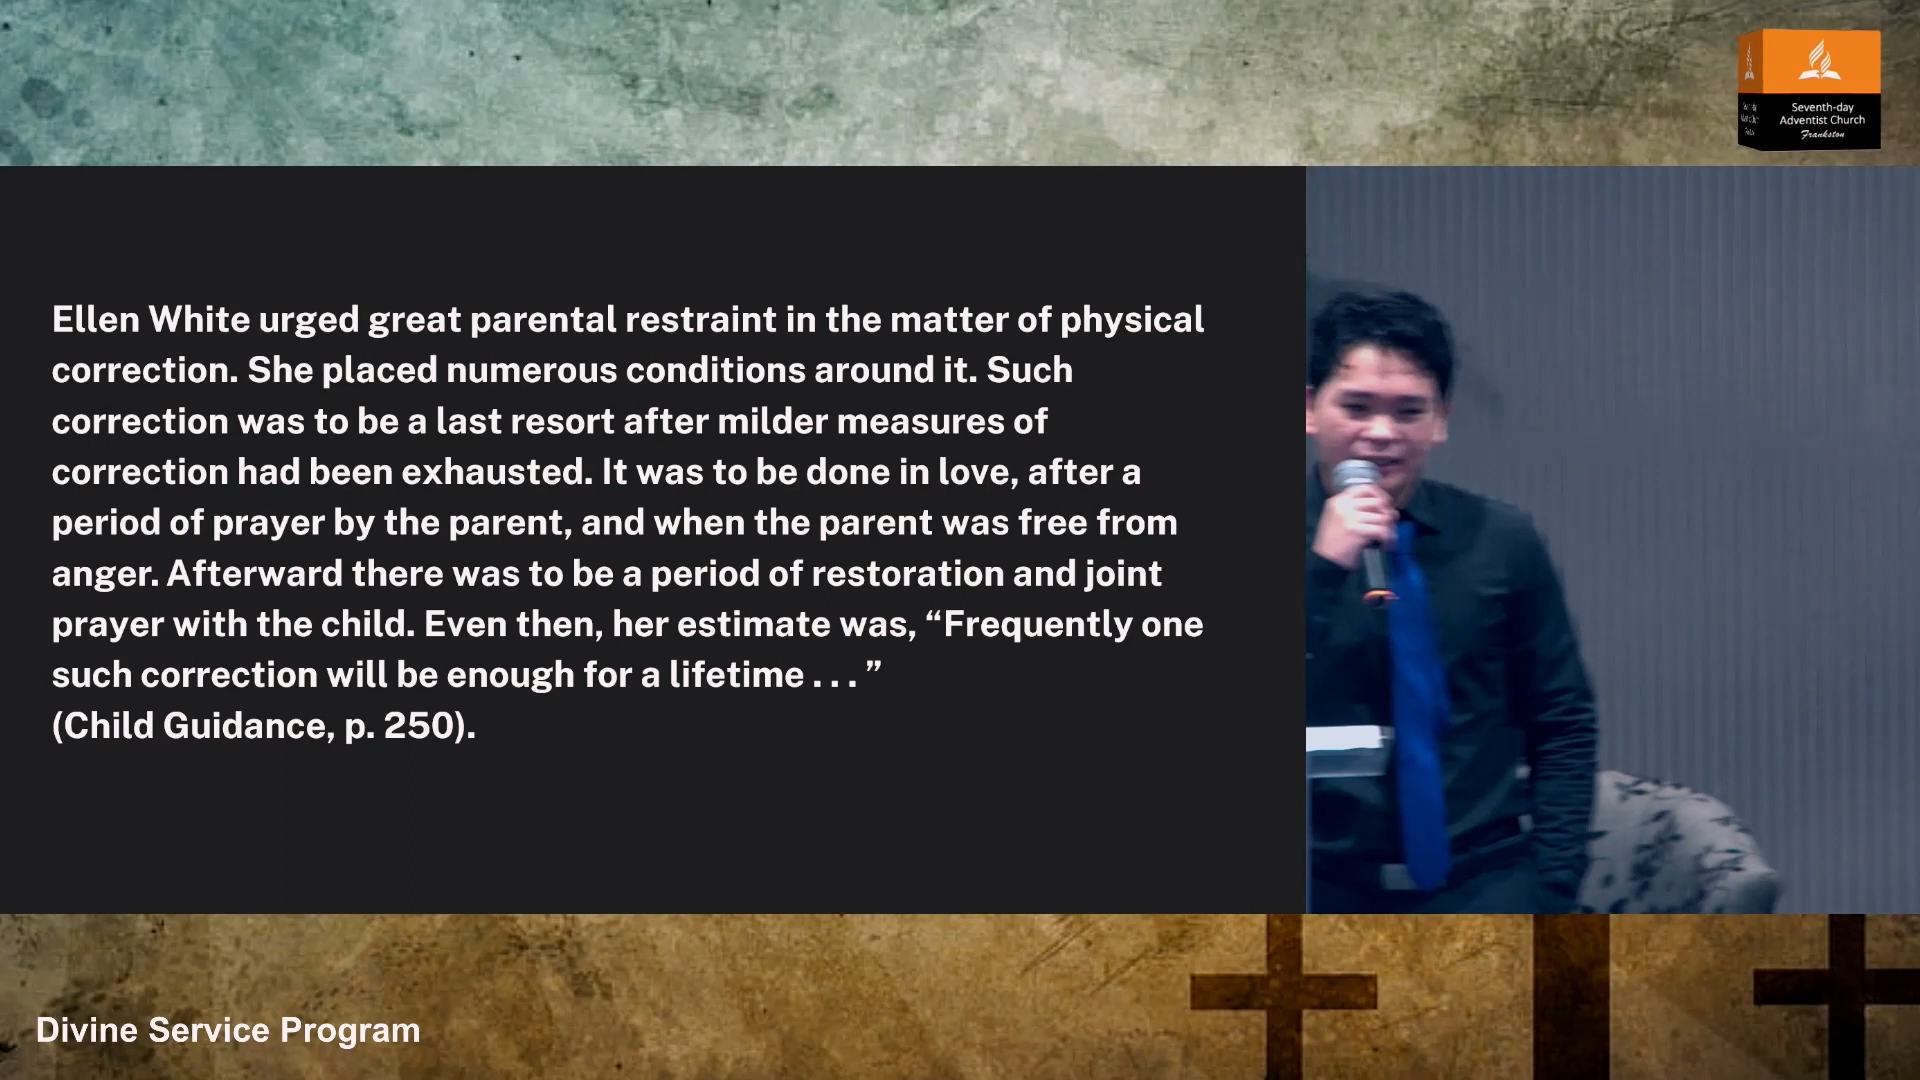 Seventh-day
Adventist Church
Frankston
Ellen White urged great parental restraint in the matter of physical
correction. She placed numerous conditions around it. Such
correction was to be a last resort after milder measures of
correction had been exhausted. It was to be done in love, after a
period of prayer by the parent, and when the parent was free from
anger. Afterward there was to be a period of restoration and joint
prayer with the child. Even then, her estimate was, “Frequently one
such correction will be enough for a lifetime . . . ”
(Child Guidance, p. 250).
Divine Service Program